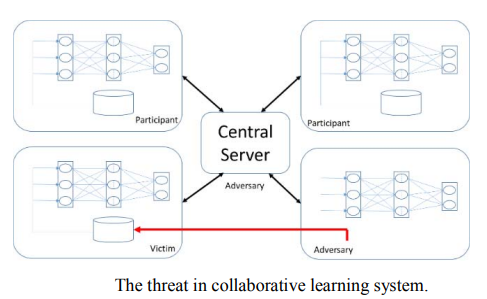 Participant
Participant
Central
Server
Adversary
Victim
Adversary
The threat in collaborative learning system.